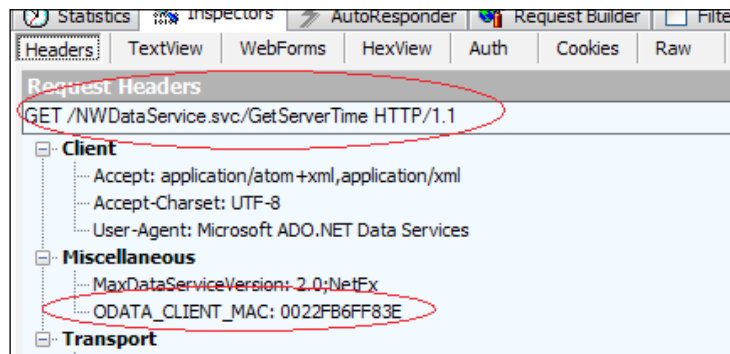 Statistics Inspectors AutoResponder Request Builder Filte
Headers TextView WebForms HexView Auth Cookies Raw
Request Headers
GET /NWDataService.svc/GetServerTime HTTP/1.1
Client
Accept: application/atom+xml,application/xml
Accept-Charset: UTF-8
User-Agent: Microsoft ADO.NET Data Services
Miscellaneous
MaxDataServiceVersion: 2.0;NetFx
ODATA_CLIENT_MAC: 0022FB6FF83E
Transport